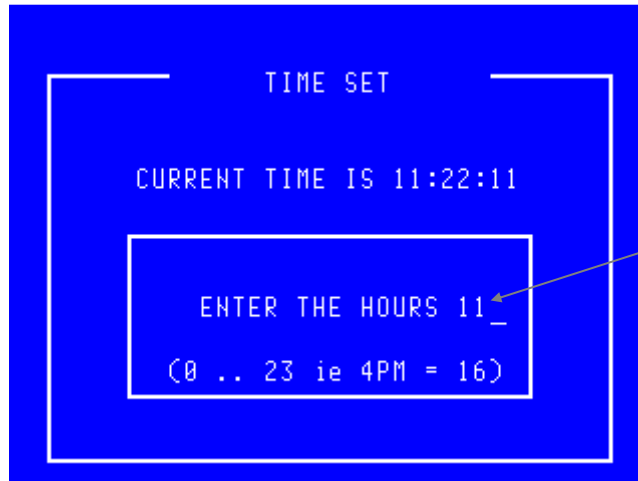 TIME SET
CURRENT TIME IS 11:22:11
ENTER THE HOURS 11_
(0 .. 23 ie 4PM = 16)